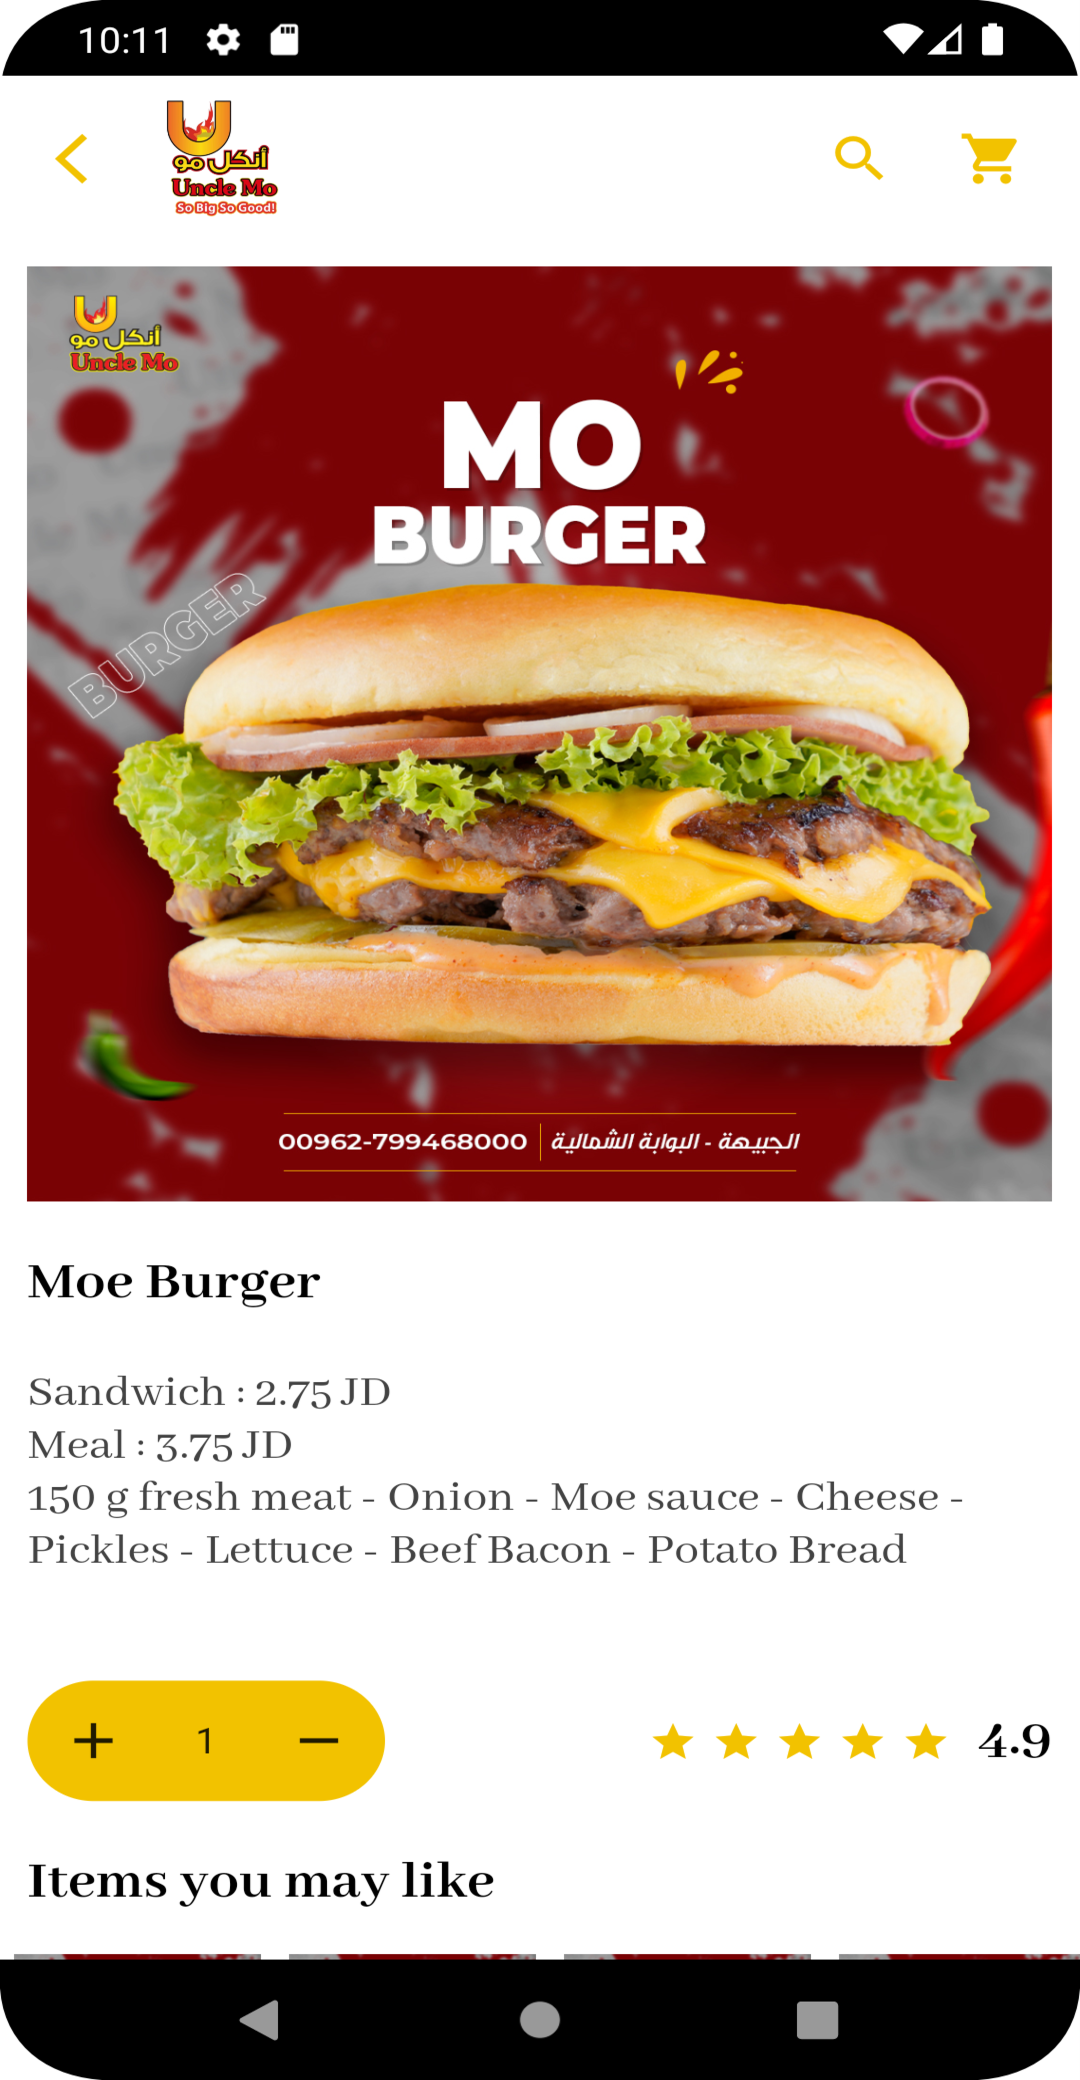 10:11
أنكل مو
Uncle Mo
So Big So Good!
أنكل مو
Uncle Mo
MO
BURGER
BURGER
00962-799468000 | الجبيهة - البوابة الشمالية
Moe Burger
Sandwich : 2.75 JD
Meal : 3.75 JD
150 g fresh meat - Onion - Moe sauce - Cheese -
Pickles - Lettuce - Beef Bacon - Potato Bread
+ 1 −
4.9
Items you may like